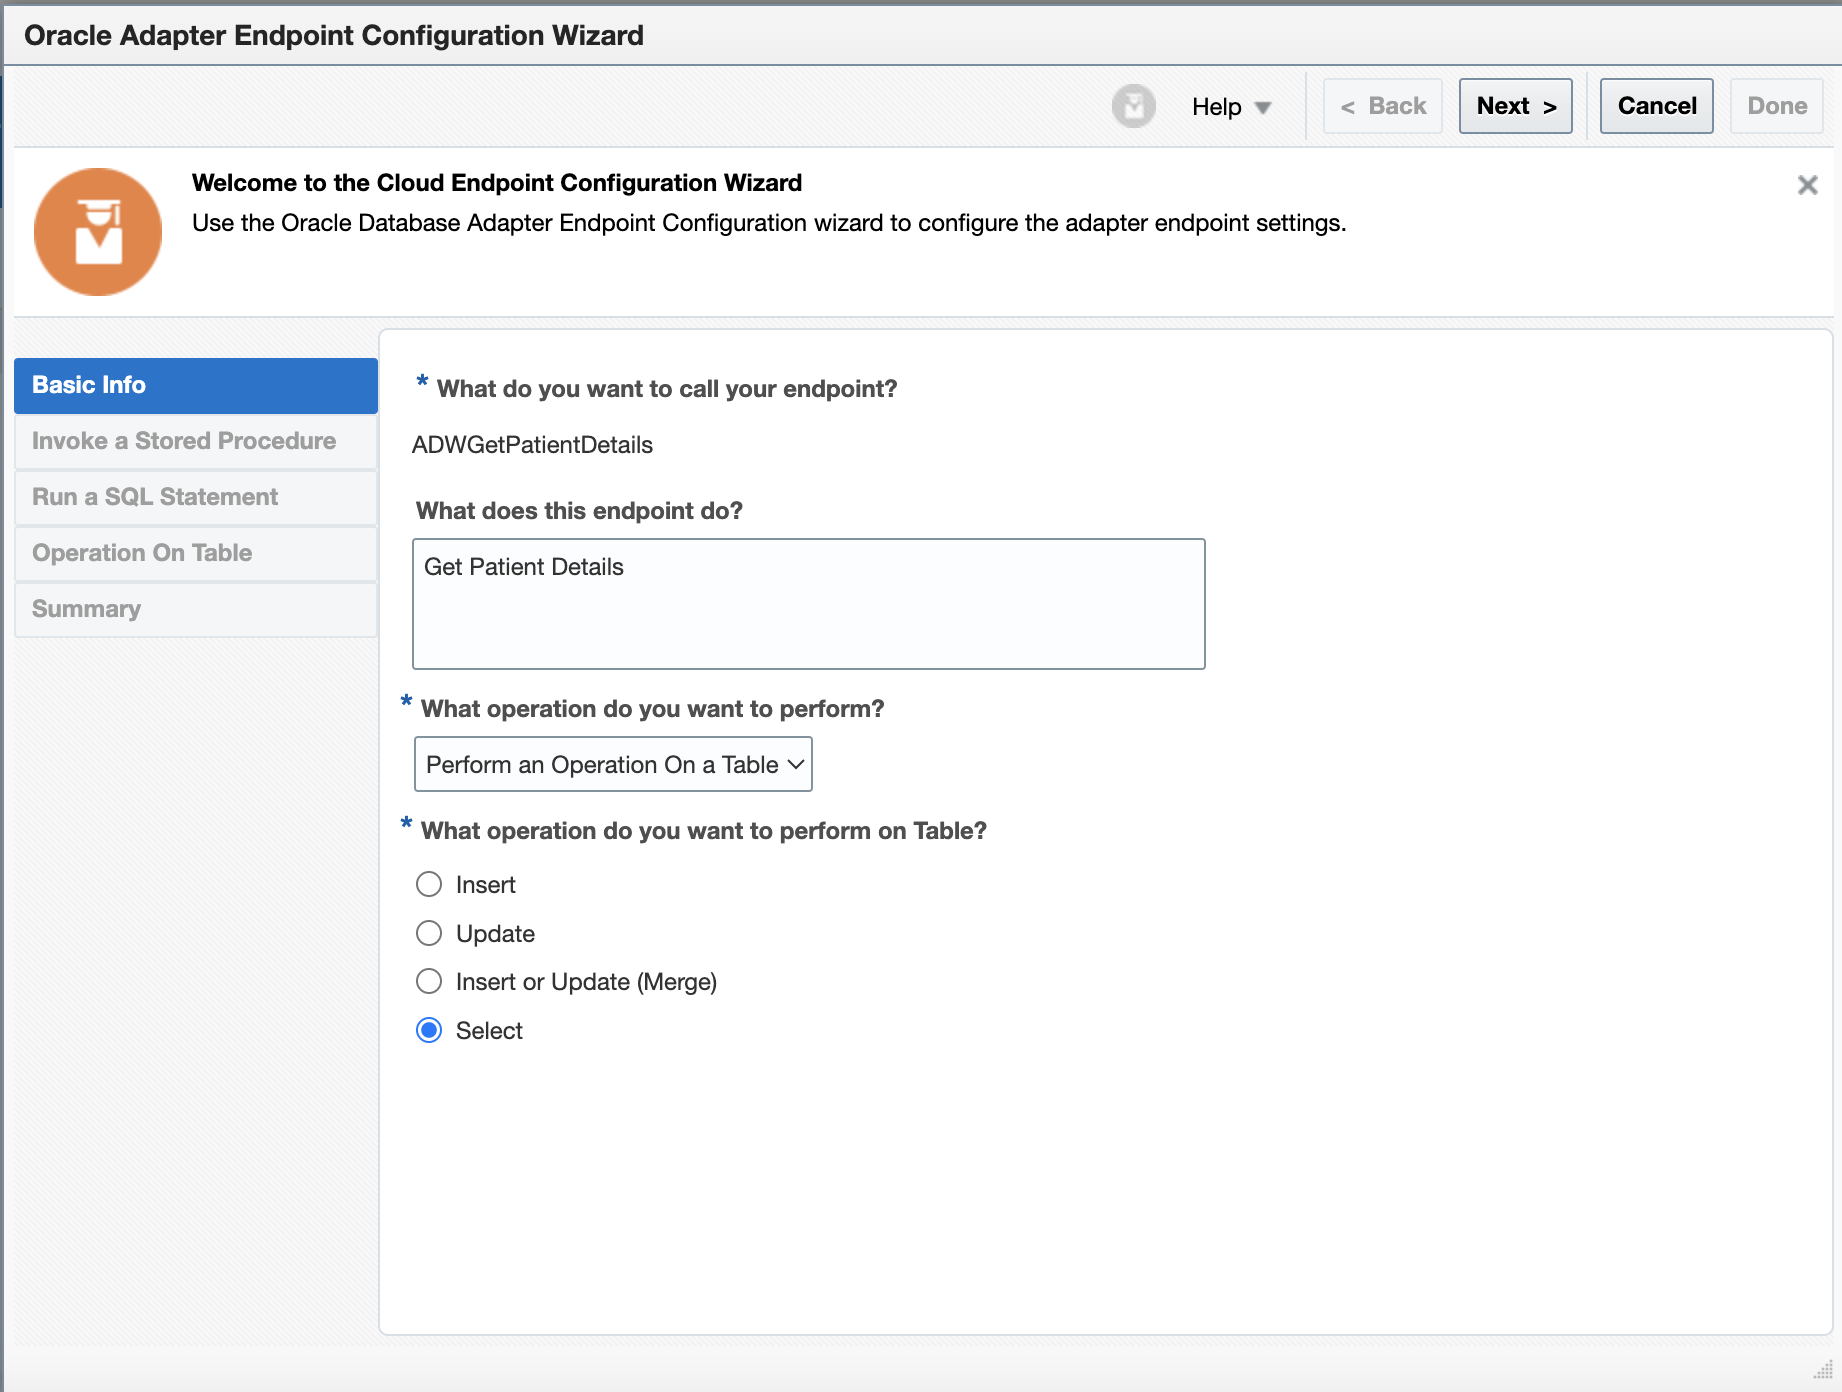 Oracle Adapter Endpoint Configuration Wizard
Help
< Back
Next >
Cancel
Done
Welcome to the Cloud Endpoint Configuration Wizard
Use the Oracle Database Adapter Endpoint Configuration wizard to configure the adapter endpoint settings.
Basic Info
Invoke a Stored Procedure
Run a SQL Statement
Operation On Table
Summary
* What do you want to call your endpoint?
ADWGetPatientDetails
What does this endpoint do?
Get Patient Details
* What operation do you want to perform?
Perform an Operation On a Table
* What operation do you want to perform on Table?
Insert
Update
Insert or Update (Merge)
Select